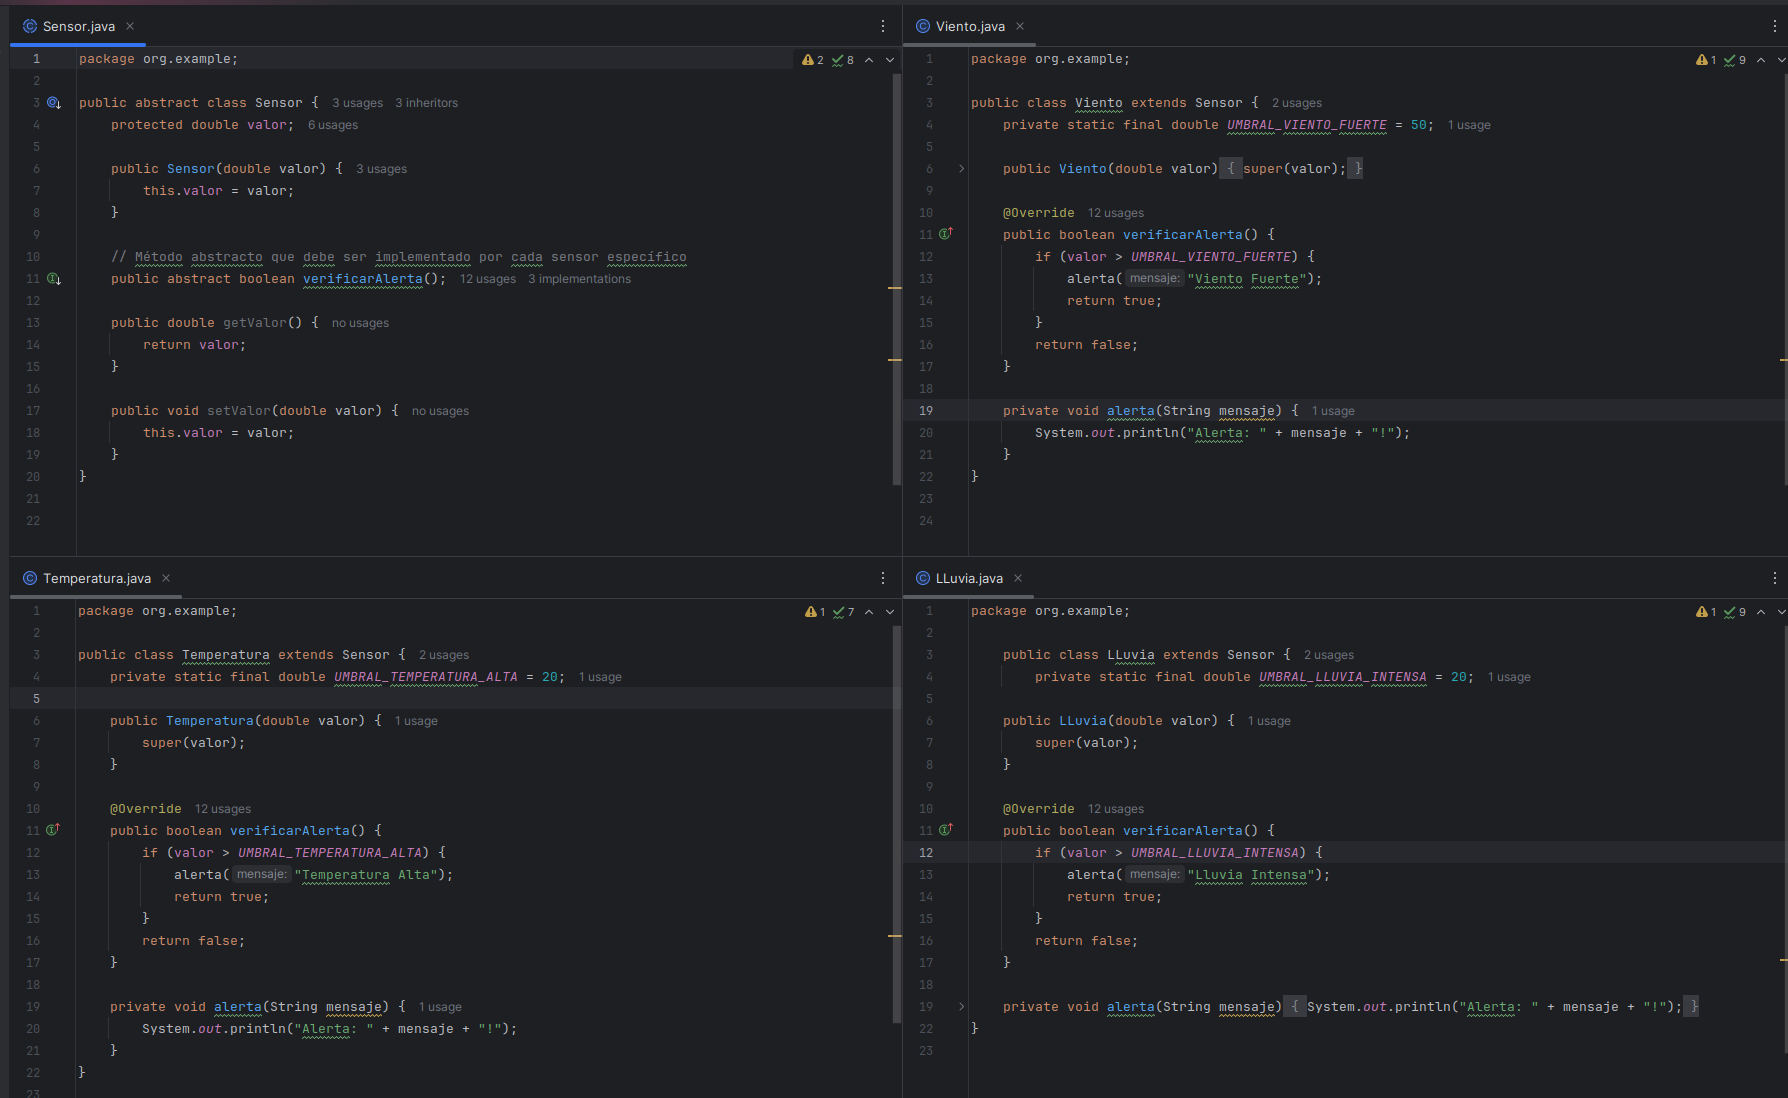 Sensor.java
2 8
1 package org.example;
2
3 public abstract class Sensor { 3 usages 3 inheritors
4 protected double valor; 6 usages
5
6 public Sensor(double valor) { 3 usages
7 this.valor = valor;
8 }
9
10 // Método abstracto que debe ser implementado por cada sensor específico
11 public abstract boolean verificarAlerta(); 12 usages 3 implementations
12
13 public double getValor() { no usages
14 return valor;
15 }
16
17 public void setValor(double valor) { no usages
18 this.valor = valor;
19 }
20 }
21
22
Viento.java
1 9
1 package org.example;
2
3 public class Viento extends Sensor { 2 usages
4 private static final double UMBRAL_VIENTO_FUERTE = 50; 1 usage
5
6 public Viento(double valor) { super(valor); }
9
10 @Override 12 usages
11 public boolean verificarAlerta() {
12 if (valor > UMBRAL_VIENTO_FUERTE) {
13 alerta( mensaje: "Viento Fuerte");
14 return true;
15 }
16 return false;
17 }
18
19 private void alerta(String mensaje) { 1 usage
20 System.out.println("Alerta: " + mensaje + "!");
21 }
22 }
23
24
Temperatura.java
1 7
1 package org.example;
2
3 public class Temperatura extends Sensor { 2 usages
4 private static final double UMBRAL_TEMPERATURA_ALTA = 20; 1 usage
5
6 public Temperatura(double valor) { 1 usage
7 super(valor);
8 }
9
10 @Override 12 usages
11 public boolean verificarAlerta() {
12 if (valor > UMBRAL_TEMPERATURA_ALTA) {
13 alerta( mensaje: "Temperatura Alta");
14 return true;
15 }
16 return false;
17 }
18
19 private void alerta(String mensaje) { 1 usage
20 System.out.println("Alerta: " + mensaje + "!");
21 }
22 }
23
LLuvia.java
1 9
1 package org.example;
2
3 public class LLuvia extends Sensor { 2 usages
4 private static final double UMBRAL_LLUVIA_INTENSA = 20; 1 usage
5
6 public LLuvia(double valor) { 1 usage
7 super(valor);
8 }
9
10 @Override 12 usages
11 public boolean verificarAlerta() {
12 if (valor > UMBRAL_LLUVIA_INTENSA) {
13 alerta( mensaje: "Lluvia Intensa");
14 return true;
15 }
16 return false;
17 }
18
19 private void alerta(String mensaje) { System.out.println("Alerta: " + mensaje + "!"); }
22 }
23